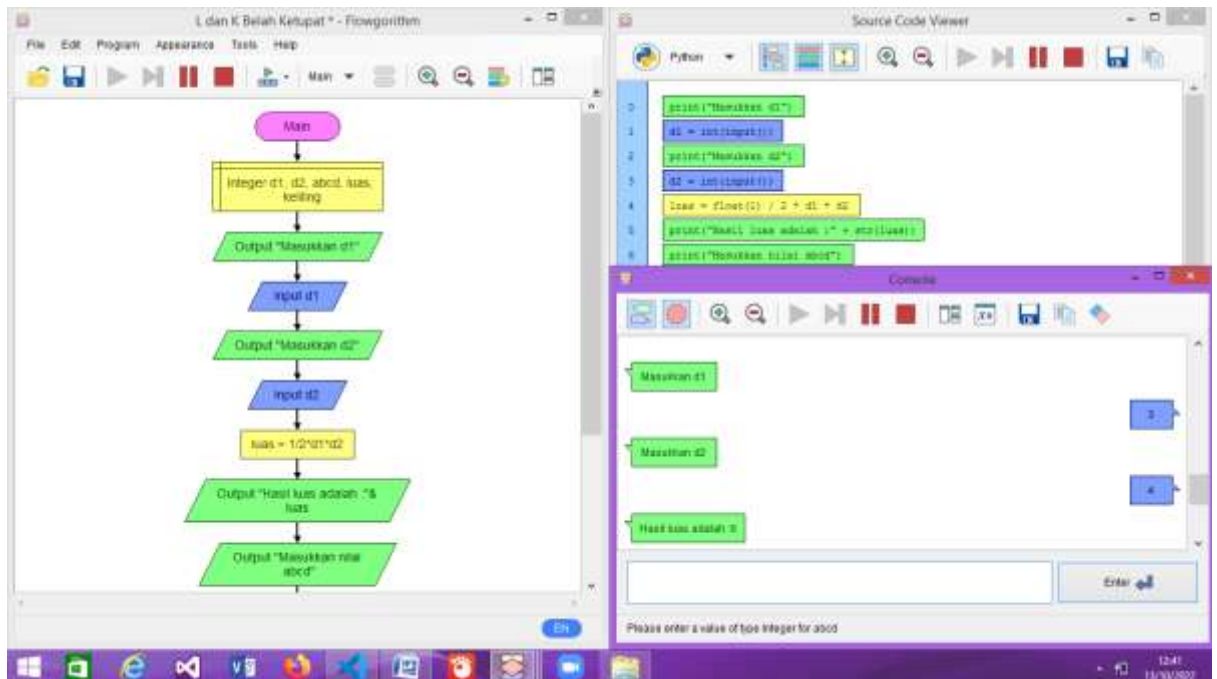 L dan K Belah Ketupat * - Flowgorithm
File Edit Program Appearance Tools Help
Main
Main
Integer d1, d2, abcd, luas,
keliling
Output "Masukkan d1"
Input d1
Output "Masukkan d2"
Input d2
luas = 1/2*d1*d2
Output "Hasil luas adalah :"&
luas
Output "Masukkan nilai
abcd"
EN
Source Code Viewer
Python
0 print("Masukkan d1")
1 d1 = int(input())
2 print("Masukkan d2")
3 d2 = int(input())
4 luas = float(1) / 2 * d1 * d2
5 print("Hasil luas adalah :" + str(luas))
6 print("Masukkan nilai abcd")
Console
Masukkan d1
3
Masukkan d2
Hasil luas adalah
Enter
Please enter a value of type Integer for abcd
12:41